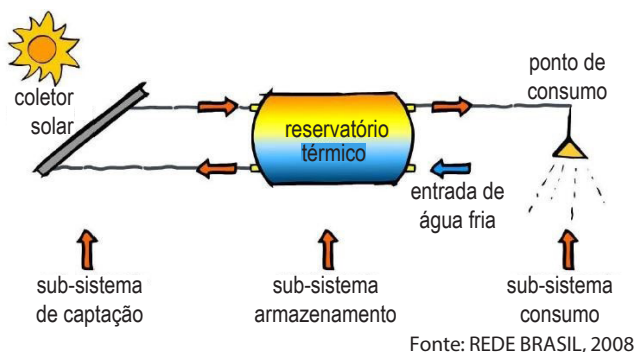 coletor
solar
reservatório
térmico
ponto de
consumo
entrada de
água fria
sub-sistema
de captação
sub-sistema
armazenamento
sub-sistema
consumo
Fonte: REDE BRASIL, 2008